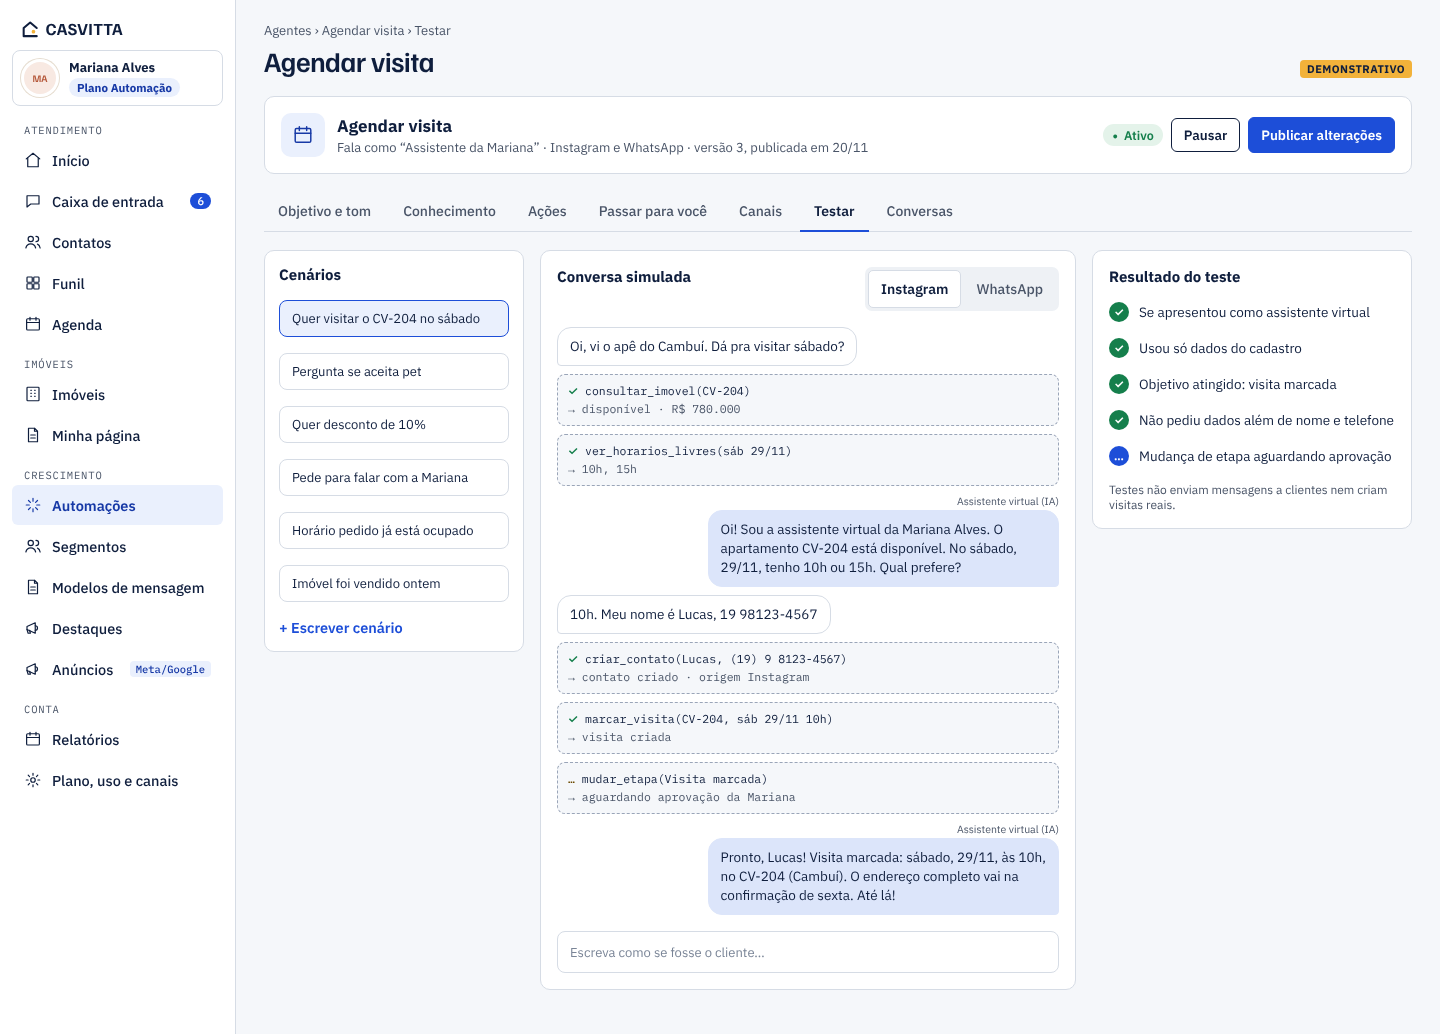 CASVITTA
MA
Mariana Alves
Plano Automação
ATENDIMENTO
Início
Caixa de entrada
6
Contatos
Funil
Agenda
IMÓVEIS
Imóveis
Minha página
CRESCIMENTO
Automações
Segmentos
Modelos de mensagem
Destaques
Anúncios
Meta/Google
CONTA
Relatórios
Plano, uso e canais
Agentes › Agendar visita › Testar
Agendar visita
DEMONSTRATIVO
Agendar visita
Fala como “Assistente da Mariana” · Instagram e WhatsApp · versão 3, publicada em 20/11
• Ativo
Pausar
Publicar alterações
Objetivo e tom
Conhecimento
Ações
Passar para você
Canais
Testar
Conversas
Cenários
Quer visitar o CV-204 no sábado
Pergunta se aceita pet
Quer desconto de 10%
Pede para falar com a Mariana
Horário pedido já está ocupado
Imóvel foi vendido ontem
+ Escrever cenário
Conversa simulada
Instagram
WhatsApp
Oi, vi o apê do Cambuí. Dá pra visitar sábado?
✓ consultar_imovel(CV-204)
→ disponível · R$ 780.000
✓ ver_horarios_livres(sáb 29/11)
→ 10h, 15h
Assistente virtual (IA)
Oi! Sou a assistente virtual da Mariana Alves. O
apartamento CV-204 está disponível. No sábado,
29/11, tenho 10h ou 15h. Qual prefere?
10h. Meu nome é Lucas, 19 98123-4567
✓ criar_contato(Lucas, (19) 9 8123-4567)
→ contato criado · origem Instagram
✓ marcar_visita(CV-204, sáb 29/11 10h)
→ visita criada
… mudar_etapa(Visita marcada)
→ aguardando aprovação da Mariana
Assistente virtual (IA)
Pronto, Lucas! Visita marcada: sábado, 29/11, às 10h,
no CV-204 (Cambuí). O endereço completo vai na
confirmação de sexta. Até lá!
Escreva como se fosse o cliente…
Resultado do teste
✓ Se apresentou como assistente virtual
✓ Usou só dados do cadastro
✓ Objetivo atingido: visita marcada
✓ Não pediu dados além de nome e telefone
… Mudança de etapa aguardando aprovação
Testes não enviam mensagens a clientes nem criam
visitas reais.